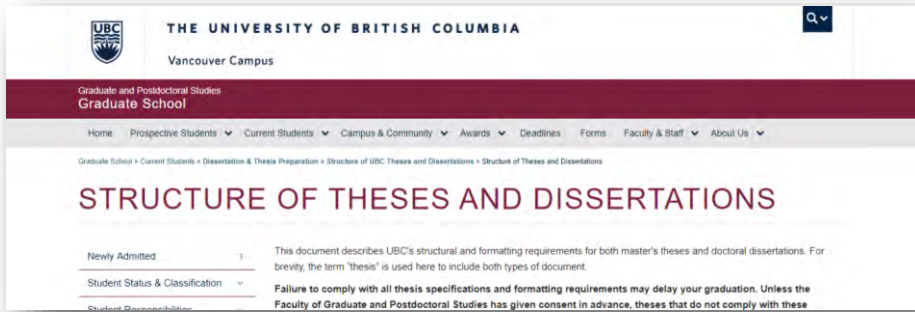 UBC
THE UNIVERSITY OF BRITISH COLUMBIA
Vancouver Campus
Graduate and Postdoctoral Studies
Graduate School
Home Prospective Students Current Students Campus & Community Awards Deadlines Forms Faculty & Staff About Us
Graduate School » Current Students » Dissertation & Thesis Preparation » Structure of UBC Theses and Dissertations » Structure of Theses and Dissertations
STRUCTURE OF THESES AND DISSERTATIONS
Newly Admitted
Student Status & Classification
Student Responsibilities
This document describes UBC's structural and formatting requirements for both master's theses and doctoral dissertations. For
brevity, the term "thesis" is used here to include both types of document.
Failure to comply with all thesis specifications and formatting requirements may delay your graduation. Unless the
Faculty of Graduate and Postdoctoral Studies has given consent in advance, theses that do not comply with these